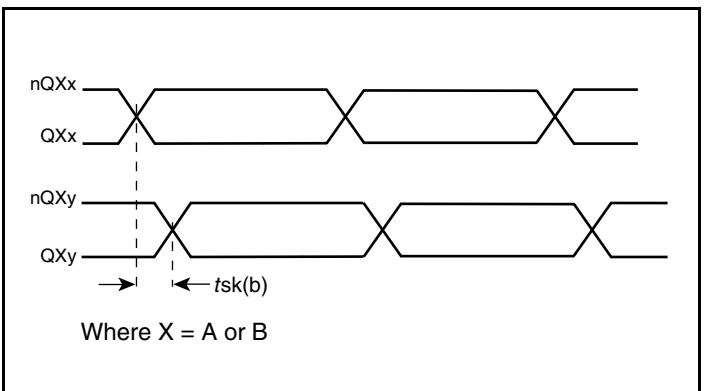 nQXx
QXx
nQXy
QXy
tsk(b)
Where X = A or B